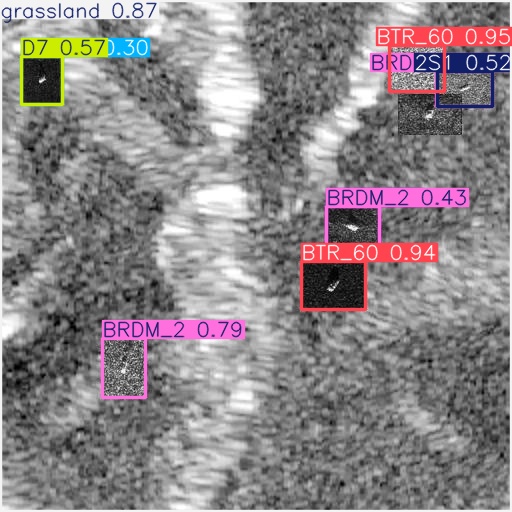 grassland 0.87
BTR_60 0.95
D7 0.57
0.30
BRD
2S1 0.52
BRDM_2 0.43
BTR_60 0.94
BRDM_2 0.79